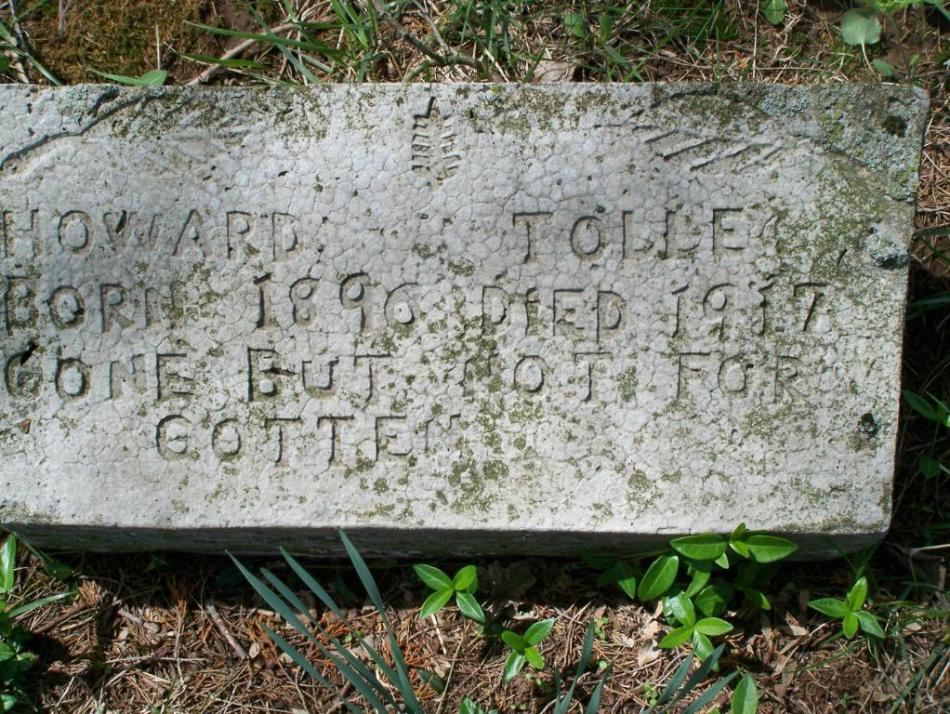 HOWARD TOLLE
BORN 1896 DIED 1917
GONE BUT NOT FOR
GOTTEN